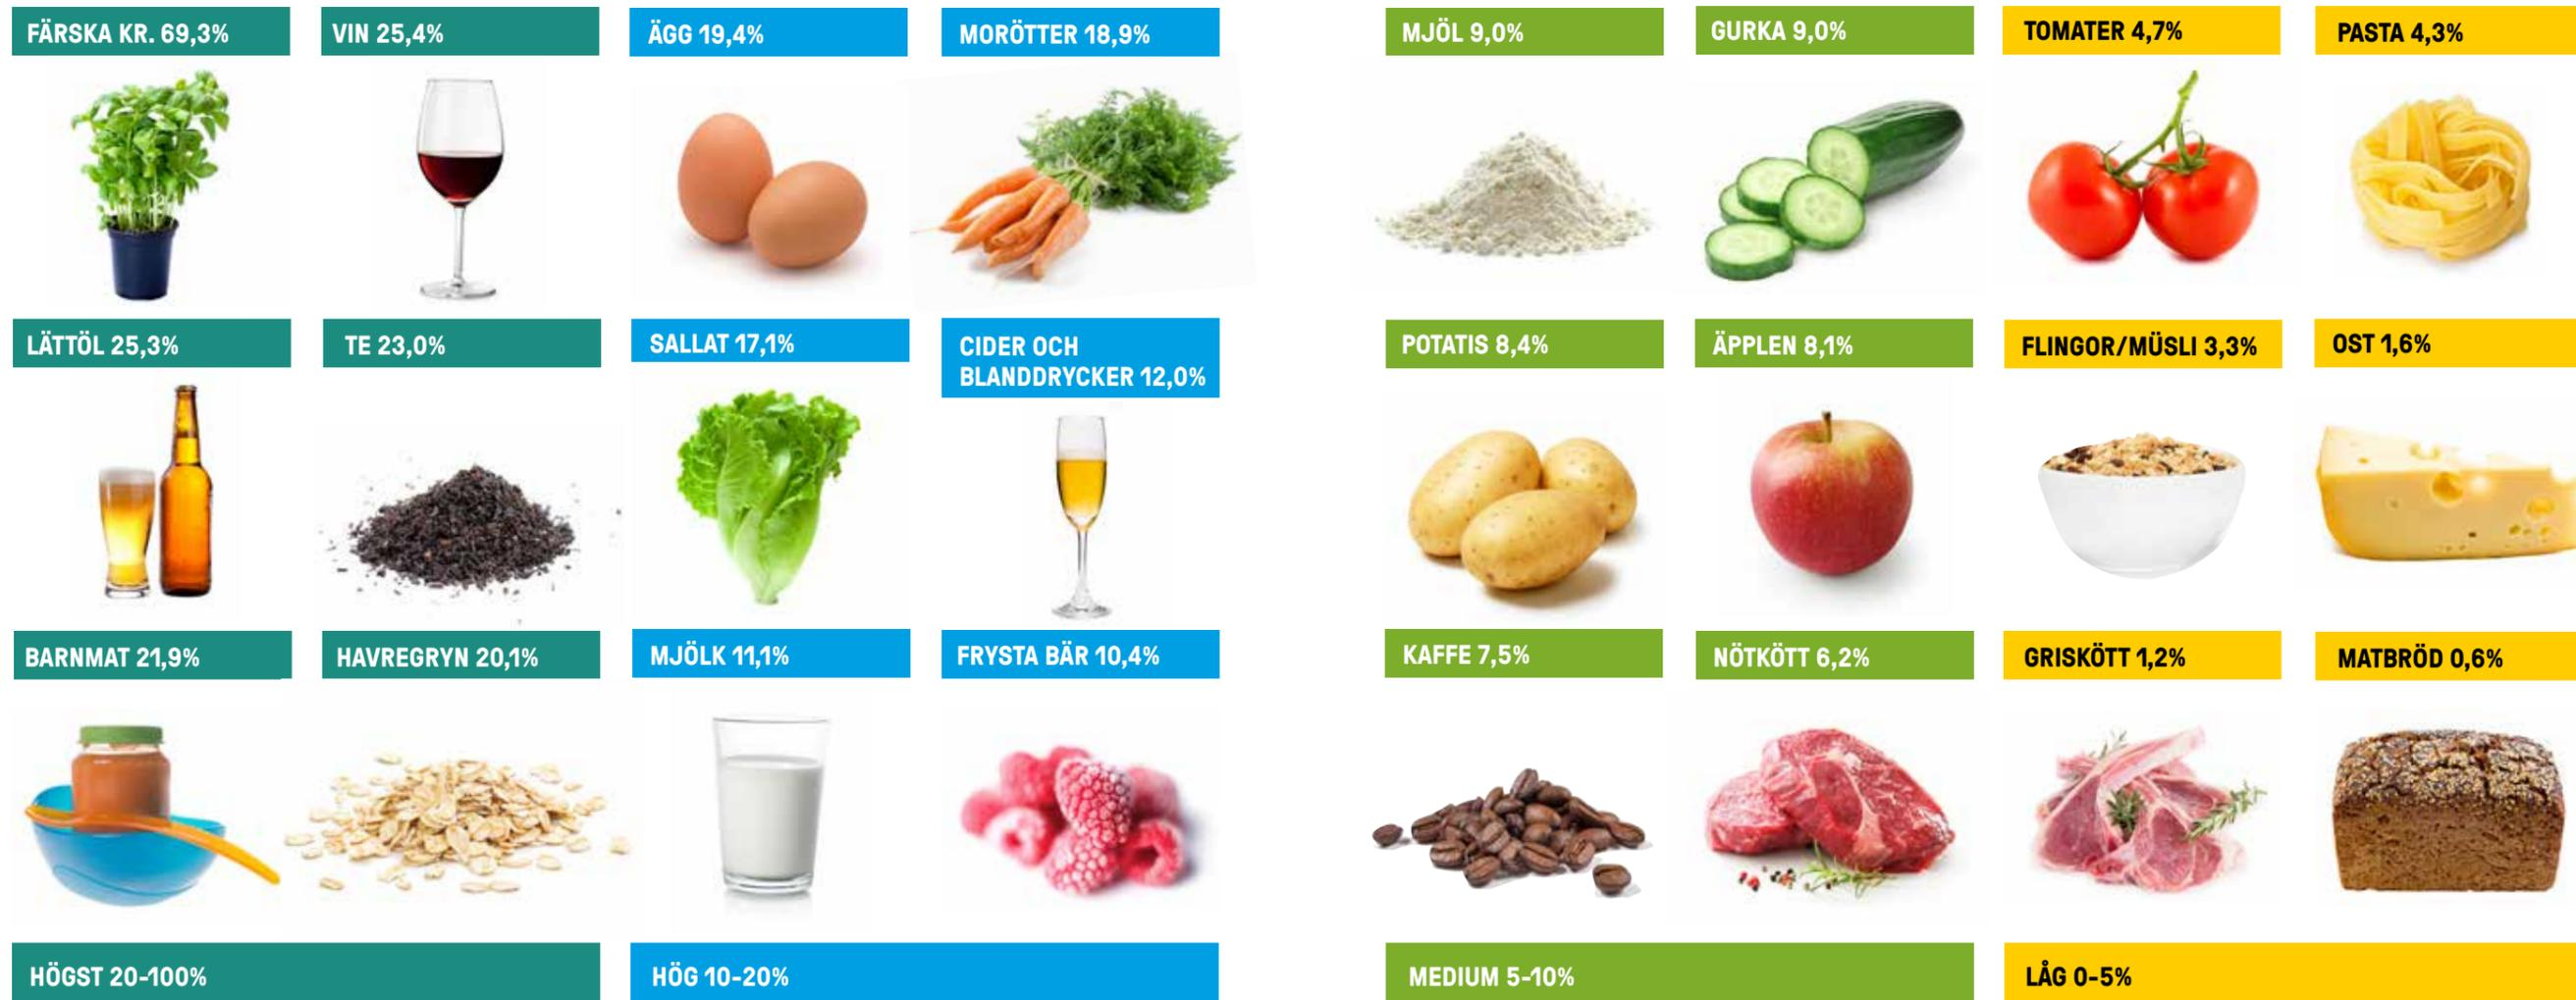 FÄRSKA KR. 69,3%
VIN 25,4%
ÄGG 19,4%
MORÖTTER 18,9%
MJÖL 9,0%
GURKA 9,0%
TOMATER 4,7%
PASTA 4,3%
LÄTTÖL 25,3%
TE 23,0%
SALLAT 17,1%
CIDER OCH
BLANDDRYCKER 12,0%
POTATIS 8,4%
ÄPPLEN 8,1%
FLINGOR/MÜSLI 3,3%
OST 1,6%
BARNMAT 21,9%
HAVREGRYN 20,1%
MJÖLK 11,1%
FRYSTA BÄR 10,4%
KAFFE 7,5%
NÖTKÖTT 6,2%
GRISKÖTT 1,2%
MATBRÖD 0,6%
HÖGST 20-100%
HÖG 10-20%
MEDIUM 5-10%
LÅG 0-5%